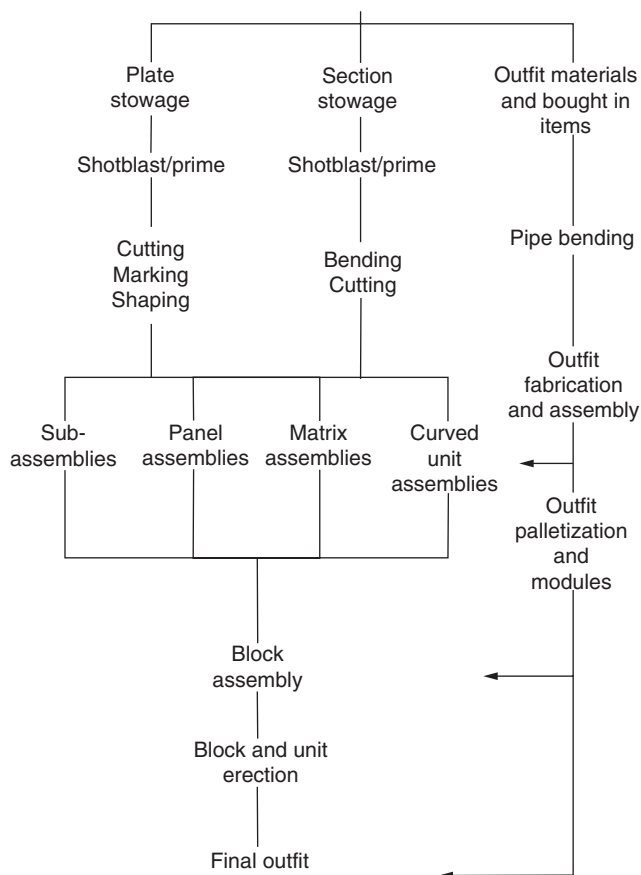 Plate
stowage
Section
stowage
Outfit materials
and bought in
items
Shotblast/prime
Shotblast/prime
Pipe bending
Cutting
Marking
Shaping
Bending
Cutting
Outfit
fabrication
and assembly
Sub-
assemblies
Panel
assemblies
Matrix
assemblies
Curved
unit
assemblies
Outfit
palletization
and
modules
Block
assembly
Block and unit
erection
Final outfit